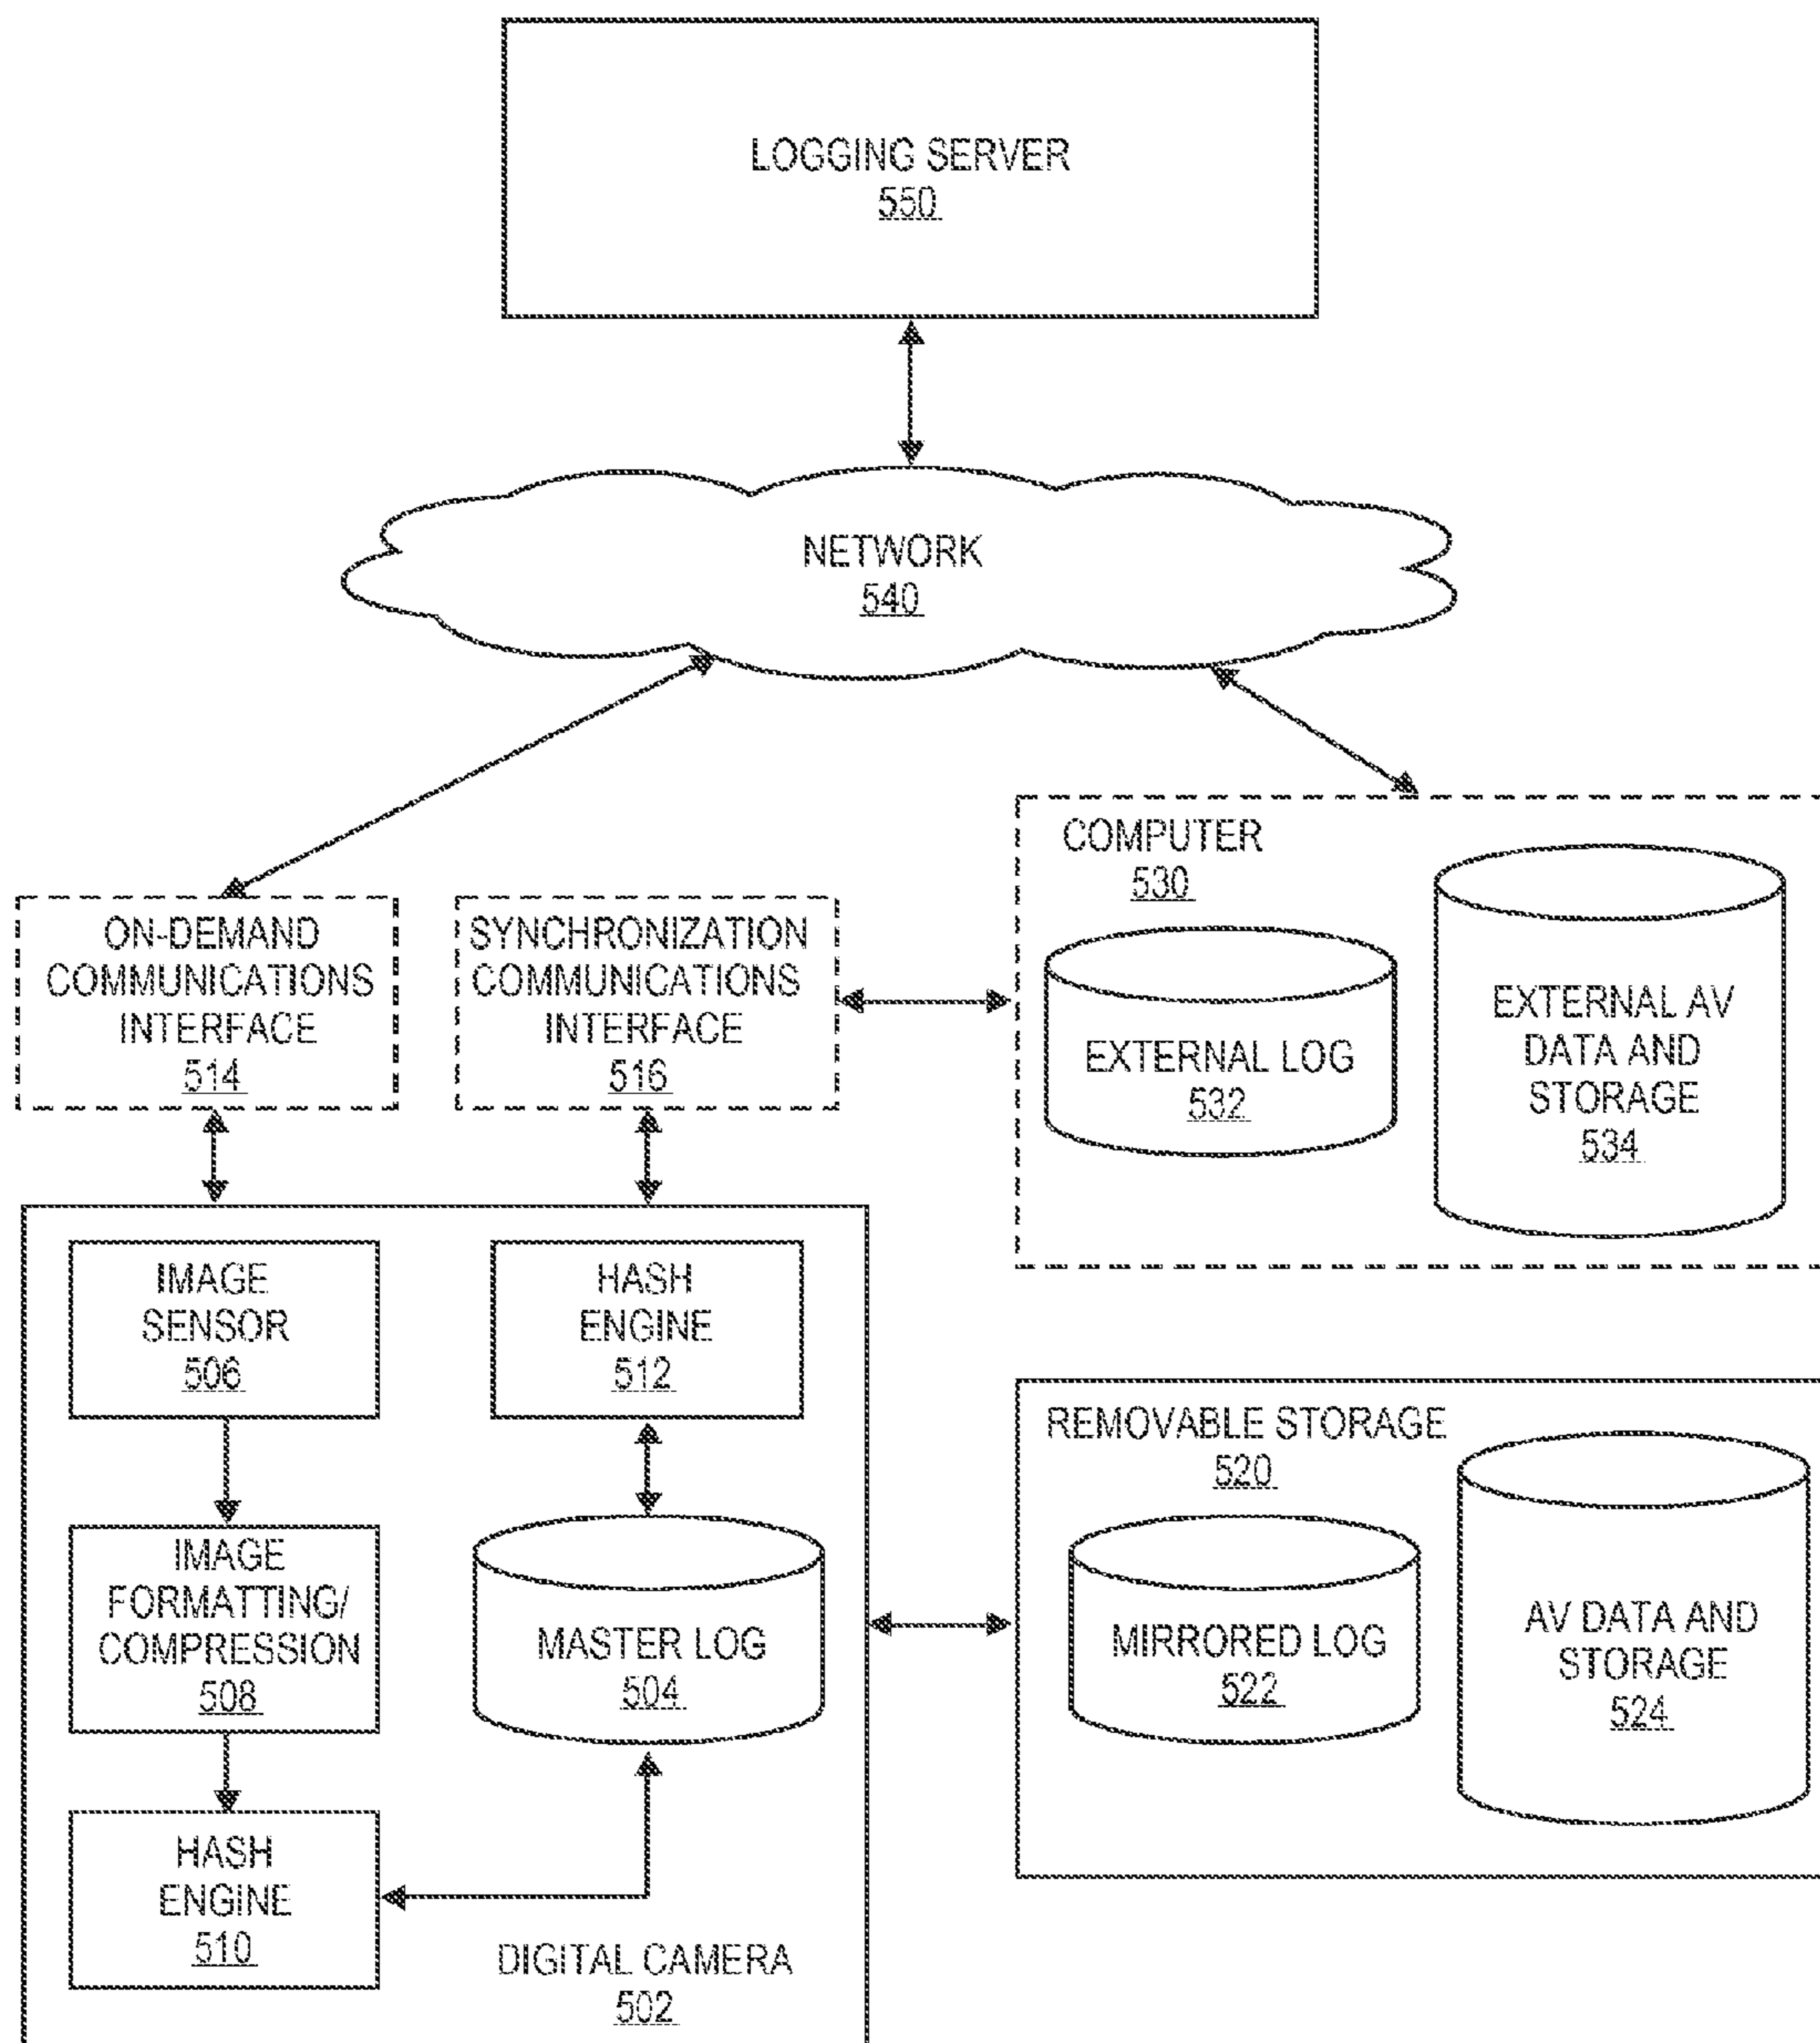 LOGGING SERVER
550
NETWORK
540
COMPUTER
530
EXTERNAL LOG
532
EXTERNAL AV
DATA AND
STORAGE
534
ON-DEMAND
COMMUNICATIONS
INTERFACE
514
SYNCHRONIZATION
COMMUNICATIONS
INTERFACE
516
IMAGE
SENSOR
506
HASH
ENGINE
512
IMAGE
FORMATTING/
COMPRESSION
508
MASTER LOG
504
HASH
ENGINE
510
DIGITAL CAMERA
502
REMOVABLE STORAGE
520
MIRRORED LOG
522
AV DATA AND
STORAGE
524